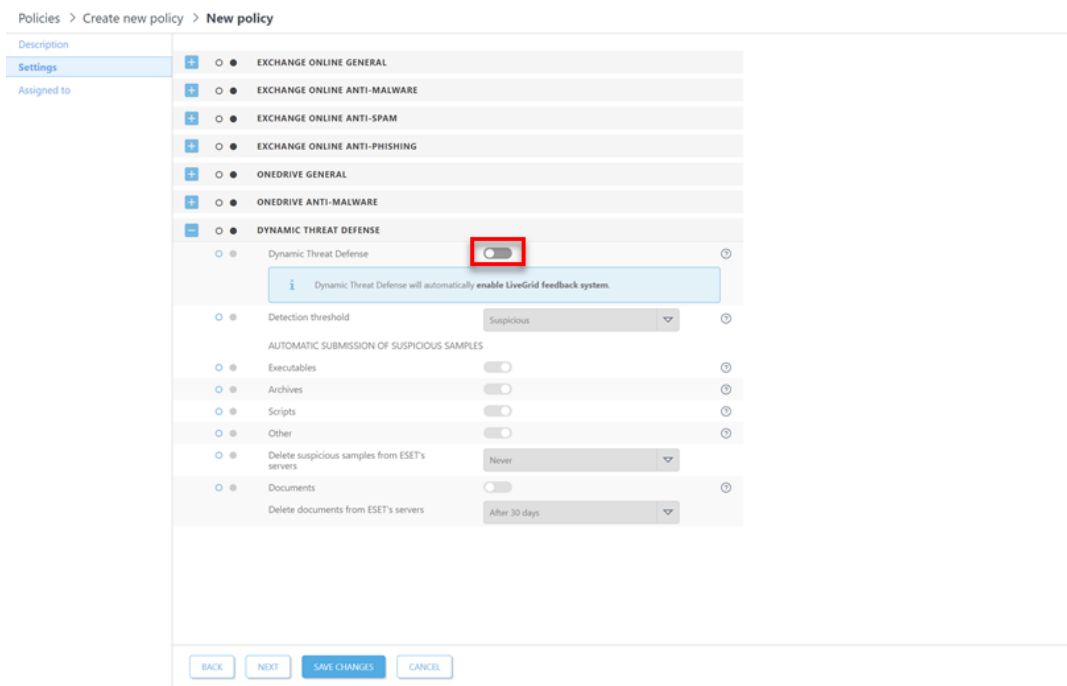 Policies > Create new policy > New policy
Description
Settings
Assigned to
EXCHANGE ONLINE GENERAL
EXCHANGE ONLINE ANTI-MALWARE
EXCHANGE ONLINE ANTI-SPAM
EXCHANGE ONLINE ANTI-PHISHING
ONEDRIVE GENERAL
ONEDRIVE ANTI-MALWARE
DYNAMIC THREAT DEFENSE
Dynamic Threat Defense
Dynamic Threat Defense will automatically enable LiveGrid feedback system.
Detection threshold Suspicious
AUTOMATIC SUBMISSION OF SUSPICIOUS SAMPLES
Executables
Archives
Scripts
Other
Delete suspicious samples from ESET's
servers
Never
Documents
Delete documents from ESET's servers After 30 days
BACK NEXT SAVE CHANGES CANCEL